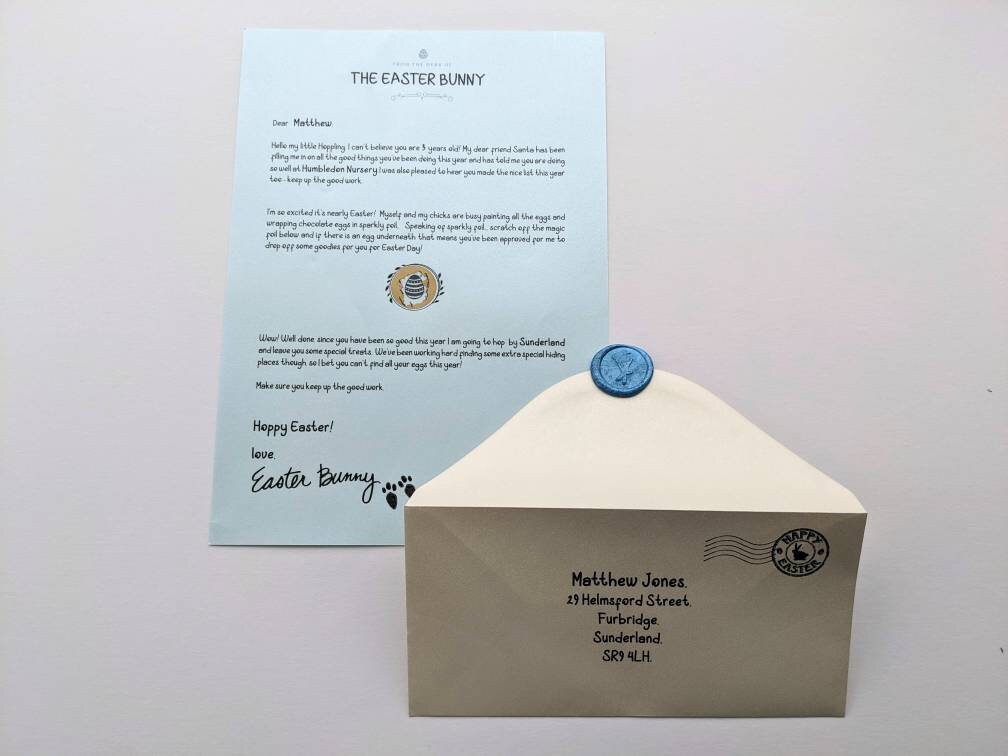 FROM THE DESK OF
THE EASTER BUNNY
Dear Matthew
Hello my little Hoppling I can't believe you are 3 years old! My dear friend Santa has been
filling me in on all the good things you've been doing this year and has told me you are doing
so well at Humbledon Nursery I was also pleased to hear you made the nice list this year
too... keep up the good work.
I'm so excited it's nearly Easter! Myself and my chicks are busy painting all the eggs and
wrapping chocolate eggs in sparkly foil. Speaking of sparkly foil... scratch off the magic
foil below and if there is an egg underneath that means you've been approved for me to
drop off some goodies for you for Easter Day!
Wow! Well done since you have been so good this year I am going to hop by Sunderland
and leave you some special treats. We've been working hard finding some extra special hiding
places though, so I bet you can't find all your eggs this year!
Make sure you keep up the good work.
Hoppy Easter!
love,
Easter Bunny
HAPPY
EASTER
Matthew Jones.
29 Helmsford Street.
Furbridge.
Sunderland.
SR9 4LH.